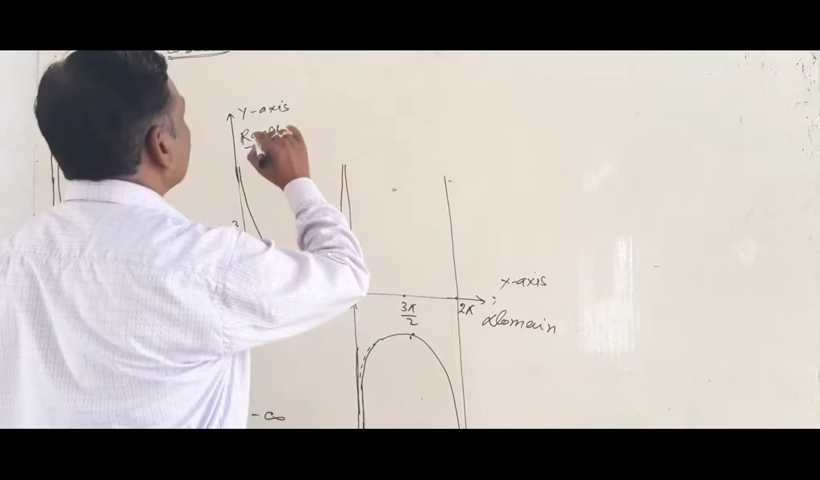 Y-axis
x-axis
3π
2
2π
domain
-∞